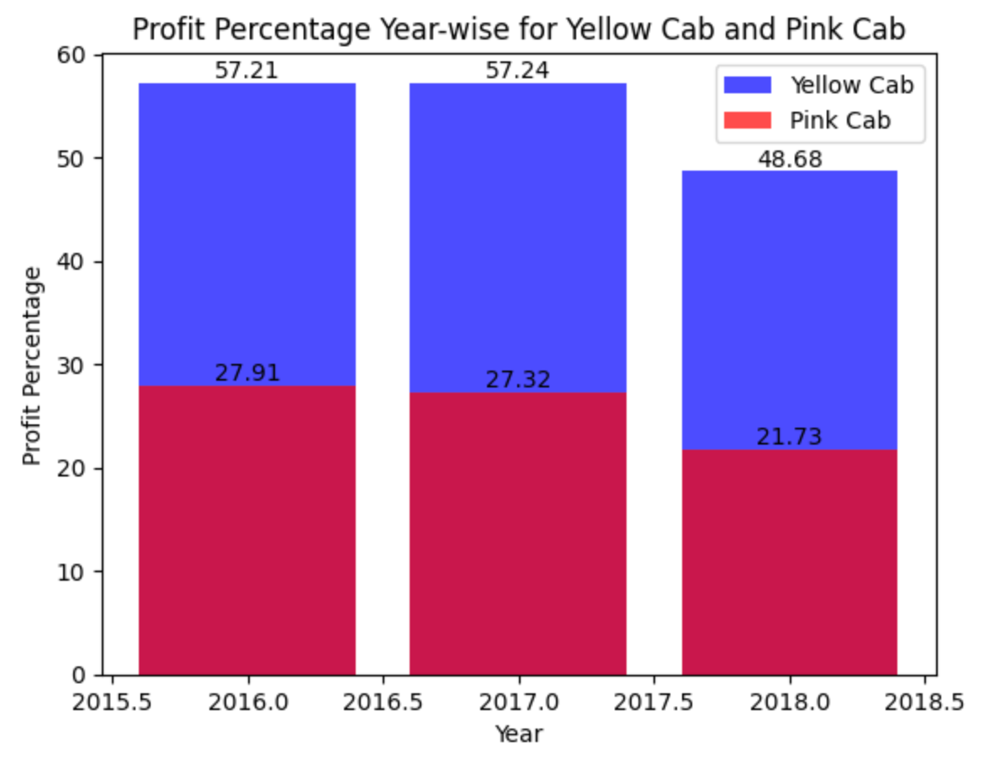 Profit Percentage Year-wise for Yellow Cab and Pink Cab
60
50
40
30
20
10
0
Profit Percentage
57.21
57.24
48.68
27.91
27.32
21.73
Yellow Cab
Pink Cab
2015.5 2016.0 2016.5 2017.0 2017.5 2018.0 2018.5
Year